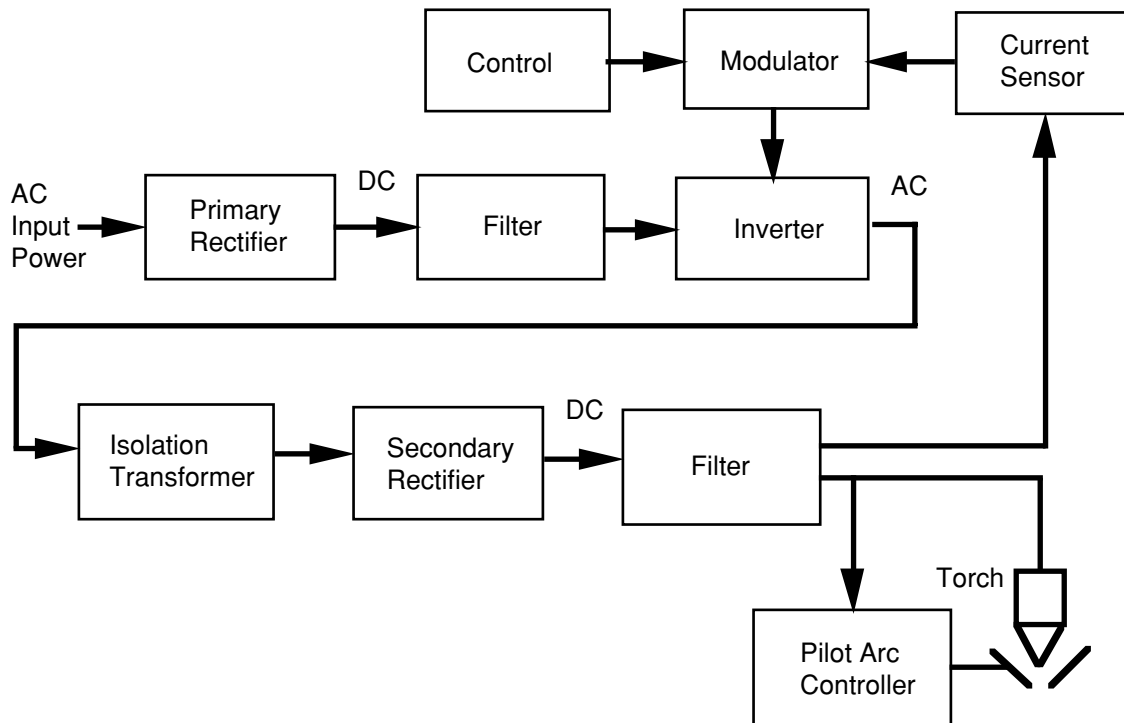 Control
Modulator
Current
Sensor
AC
Input
Power
Primary
Rectifier
DC
Filter
Inverter
AC
Isolation
Transformer
Secondary
Rectifier
DC
Filter
Torch
Pilot Arc
Controller